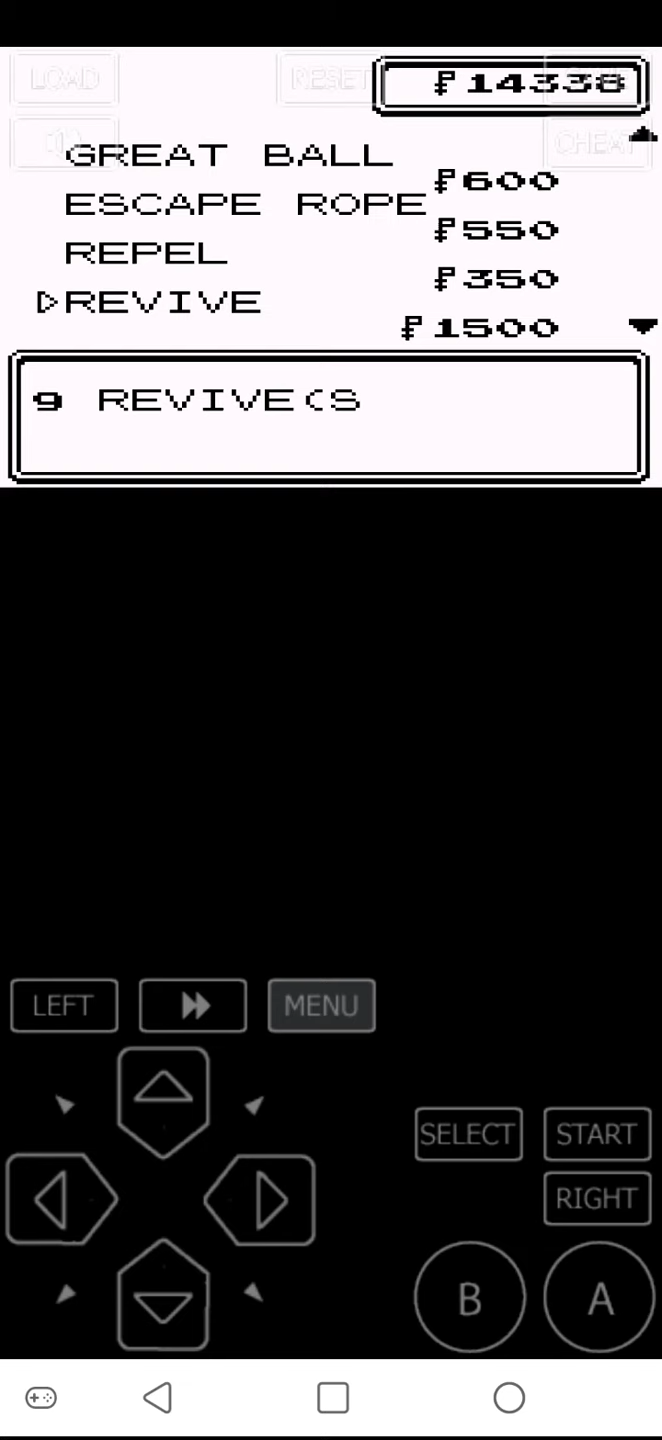 LOAD
RESET
₽14338
CHEAT
GREAT BALL
₽600
ESCAPE ROPE
₽550
REPEL
₽350
▷REVIVE
₽1500
9 REVIVE(S
LEFT
MENU
SELECT
START
RIGHT
B
A